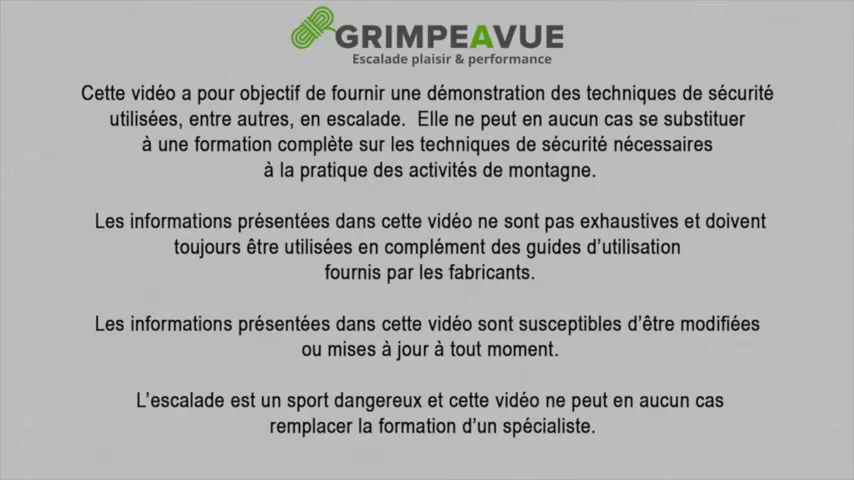 GRIMPEAVUE
Escalade plaisir & performance
Cette vidéo a pour objectif de fournir une démonstration des techniques de sécurité
utilisées, entre autres, en escalade. Elle ne peut en aucun cas se substituer
à une formation complète sur les techniques de sécurité nécessaires
à la pratique des activités de montagne.
Les informations présentées dans cette vidéo ne sont pas exhaustives et doivent
toujours être utilisées en complément des guides d'utilisation
fournis par les fabricants.
Les informations présentées dans cette vidéo sont susceptibles d'être modifiées
ou mises à jour à tout moment.
L'escalade est un sport dangereux et cette vidéo ne peut en aucun cas
remplacer la formation d'un spécialiste.